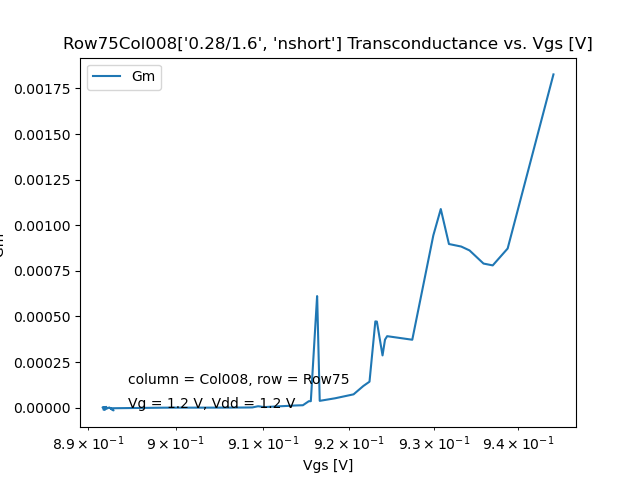 Row75Col008['0.28/1.6', 'nshort'] Transconductance vs. Vgs [V]
Gm
0.00175
0.00150
0.00125
0.00100
0.00075
0.00050
0.00025
0.00000
column = Col008, row = Row75
Vg = 1.2 V, Vdd = 1.2 V
8.9 × 10⁻¹ 9 × 10⁻¹ 9.1 × 10⁻¹ 9.2 × 10⁻¹ 9.3 × 10⁻¹ 9.4 × 10⁻¹
Vgs [V]